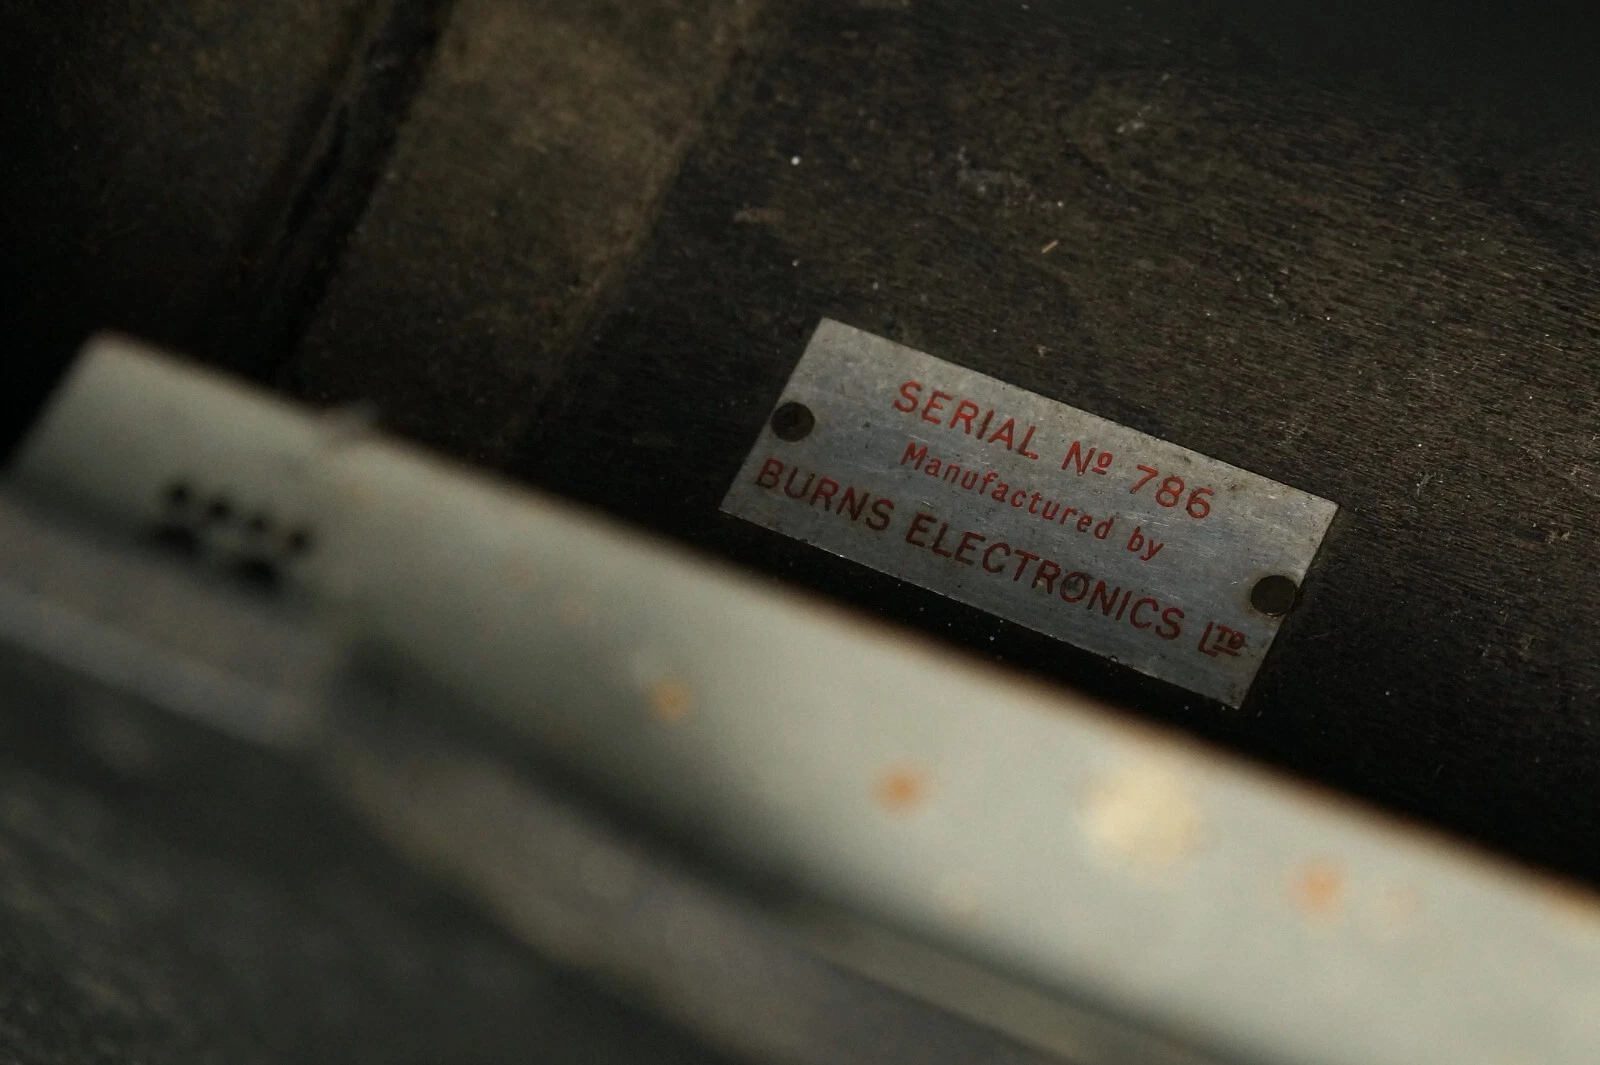 SERIAL Nº 786
Manufactured by
BURNS ELECTRONICS LTD